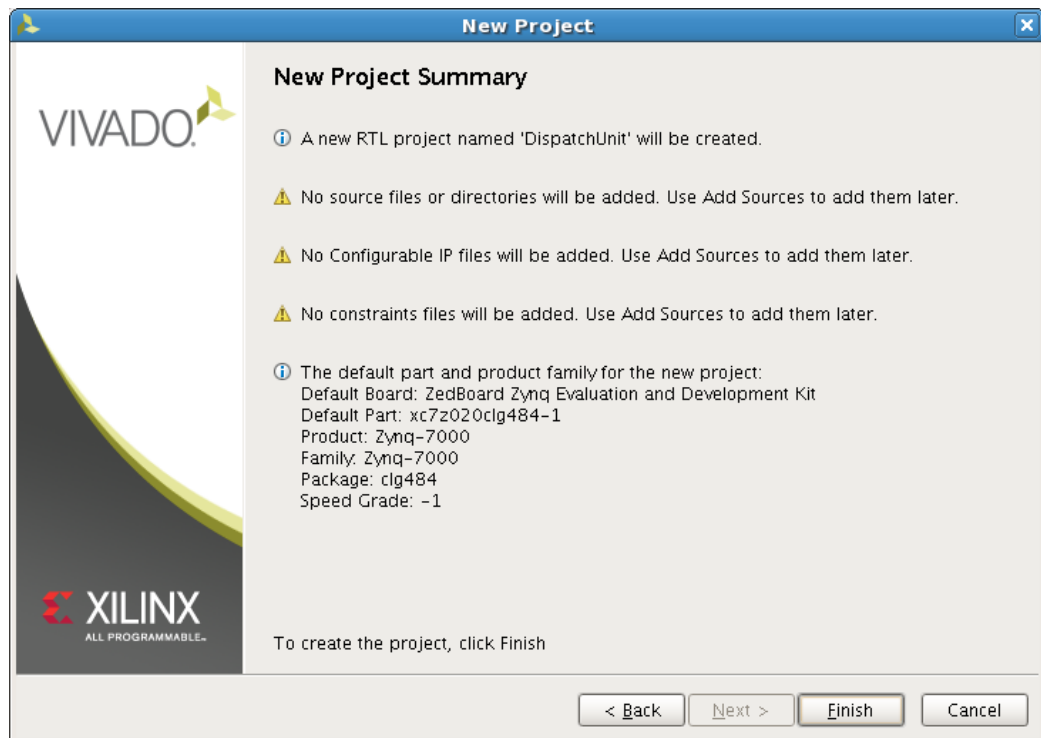 New Project
VIVADO.
New Project Summary
A new RTL project named 'DispatchUnit' will be created.
No source files or directories will be added. Use Add Sources to add them later.
No Configurable IP files will be added. Use Add Sources to add them later.
No constraints files will be added. Use Add Sources to add them later.
The default part and product family for the new project:
Default Board: ZedBoard Zynq Evaluation and Development Kit
Default Part: xc7z020clg484-1
Product: Zynq-7000
Family: Zynq-7000
Package: clg484
Speed Grade: -1
XILINX
ALL PROGRAMMABLE™
To create the project, click Finish
< Back
Next >
Finish
Cancel